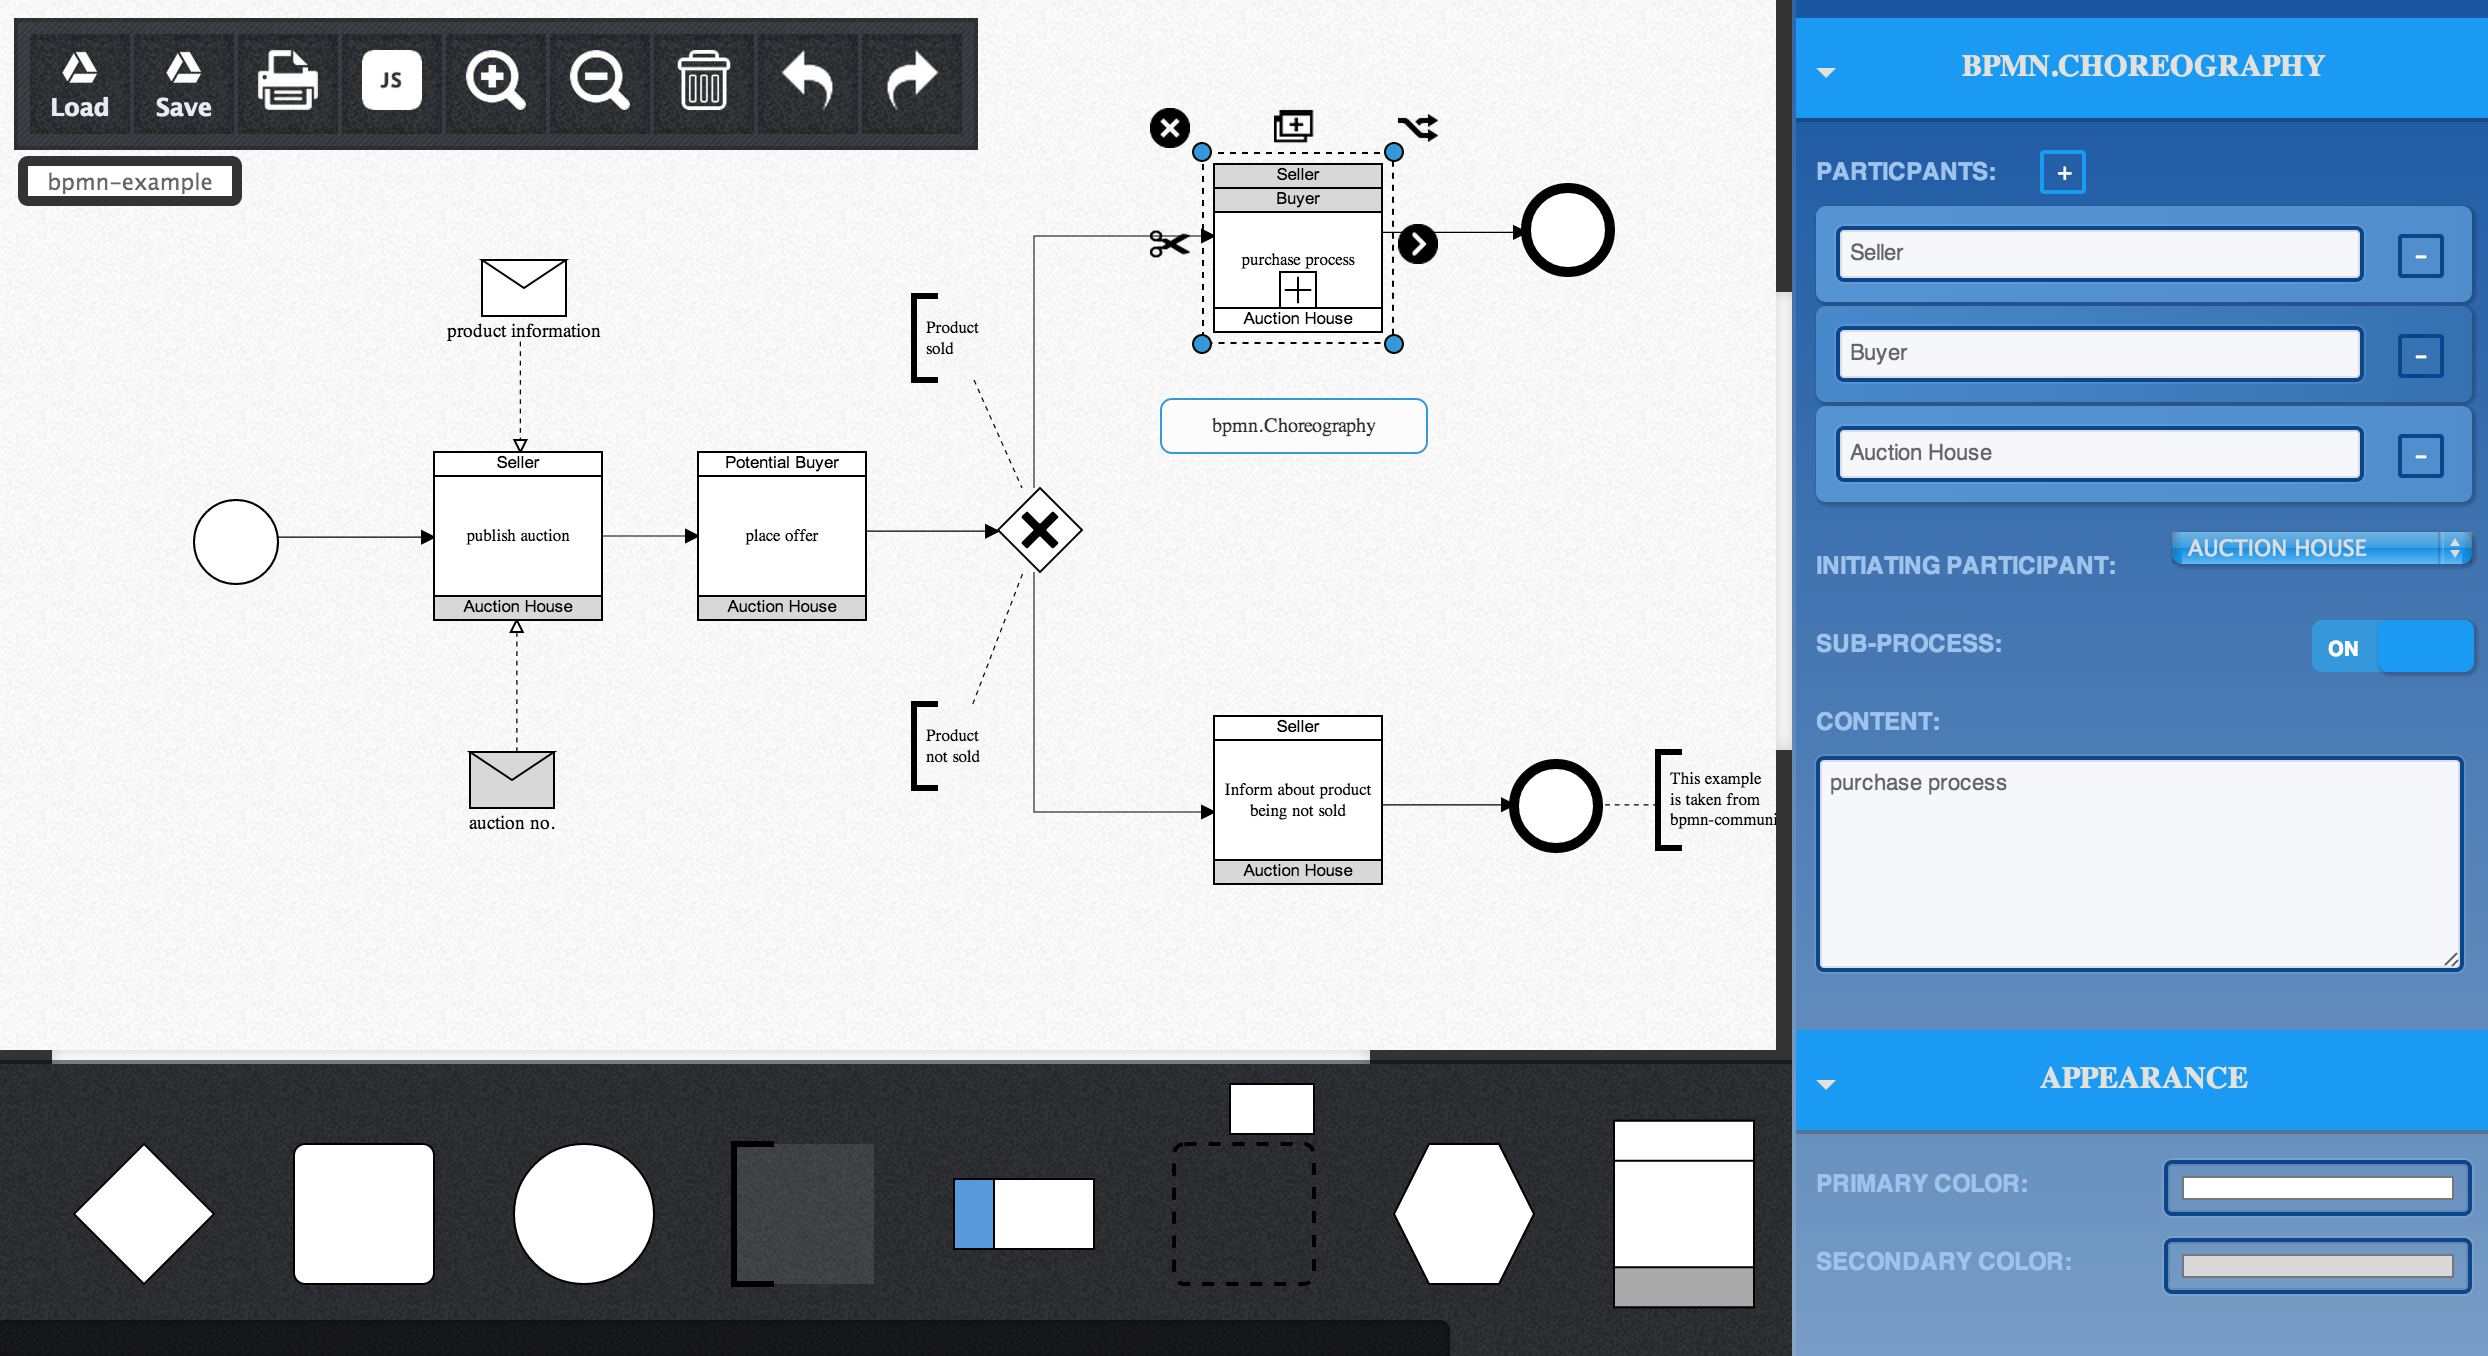 Load
Save
JS
bpmn-example
product information
Seller
publish auction
Auction House
auction no.
Potential Buyer
place offer
Auction House
Product
sold
Product
not sold
Seller
Buyer
purchase process
Auction House
bpmn.Choreography
Seller
Inform about product
being not sold
Auction House
This example
is taken from
bpmn-communi
BPMN.CHOREOGRAPHY
PARTICPANTS:
+
Seller
-
Buyer
-
Auction House
-
INITIATING PARTICIPANT:
AUCTION HOUSE
SUB-PROCESS:
ON
CONTENT:
purchase process
APPEARANCE
PRIMARY COLOR:
SECONDARY COLOR: